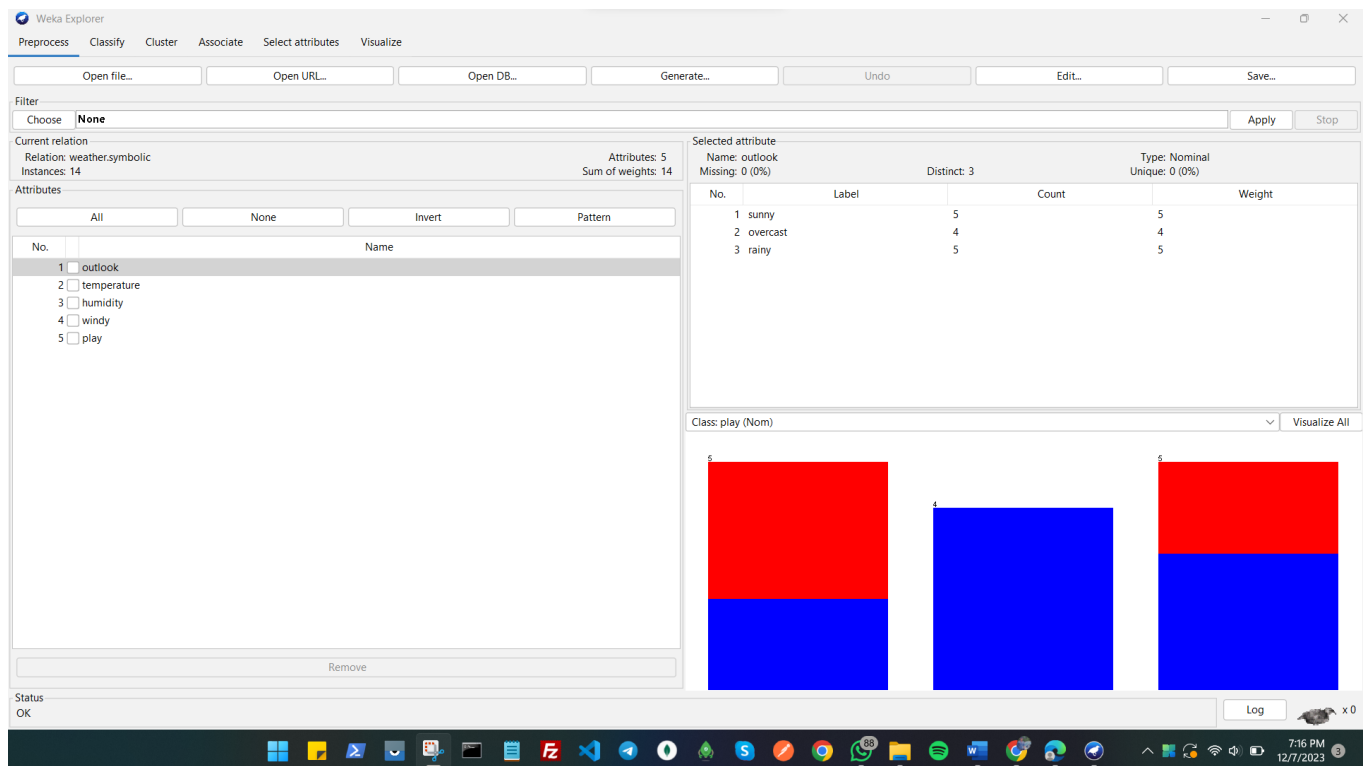 Weka Explorer
Preprocess Classify Cluster Associate Select attributes Visualize
Open file... Open URL... Open DB... Generate... Undo Edit... Save...
Filter
Choose None Apply Stop
Current relation
Relation: weather.symbolic Attributes: 5
Instances: 14 Sum of weights: 14
Attributes
All None Invert Pattern
No. Name
1 outlook
2 temperature
3 humidity
4 windy
5 play
Remove
Selected attribute
Name: outlook Type: Nominal
Missing: 0 (0%) Distinct: 3 Unique: 0 (0%)
No. Label Count Weight
1 sunny 5 5
2 overcast 4 4
3 rainy 5 5
Class: play (Nom) Visualize All
5 4 5
Status
OK
Log x 0
88
7:16 PM
12/7/2023 3